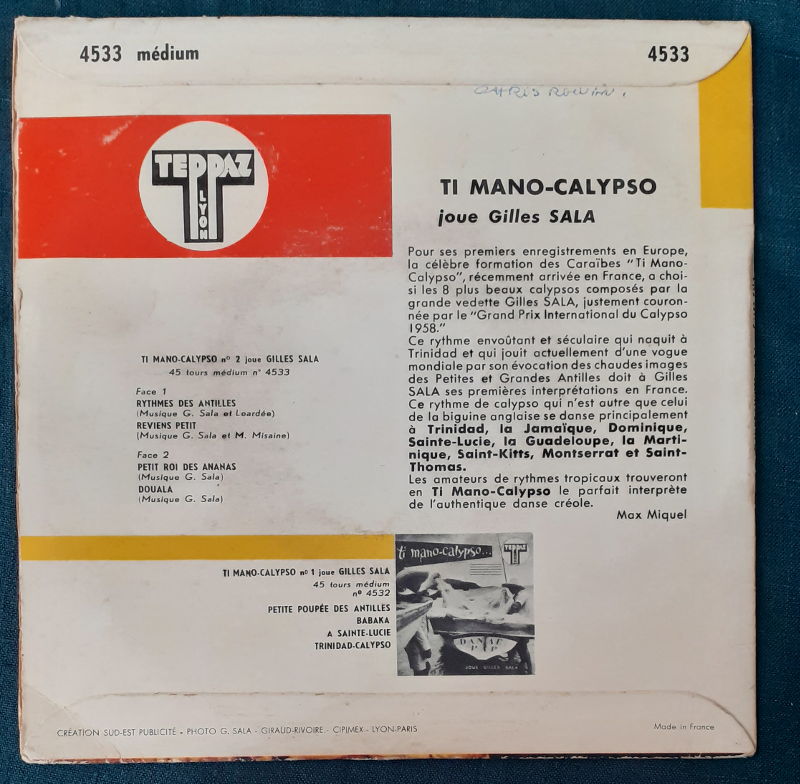 4533 médium
4533
CHRIS
TEPPAZ
LYON
TI MANO-CALYPSO
joue Gilles SALA
Pour ses premiers enregistrements en Europe,
la célèbre formation des Caraïbes "Ti Mano-
Calypso", récemment arrivée en France, a choi-
si les 8 plus beaux calypsos composés par la
grande vedette Gilles SALA, justement couron-
née par le "Grand Prix International du Calypso
1958."
Ce rythme envoûtant et séculaire qui naquit à
Trinidad et qui jouit actuellement d'une vogue
mondiale par son évocation des chaudes images
des Petites et Grandes Antilles doit à Gilles
SALA ses premières interprétations en France.
Ce rythme de calypso qui n'est autre que celui
de la biguine anglaise se danse principalement
à Trinidad, la Jamaïque, Dominique,
Sainte-Lucie, la Guadeloupe, la Marti-
nique, Saint-Kitts, Montserrat et Saint-
Thomas.
Les amateurs de rythmes tropicaux trouveront
en Ti Mano-Calypso le parfait interprète
de l'authentique danse créole.
Max Miquel
TI MANO-CALYPSO nº 2 joue GILLES SALA
45 tours médium n° 4533
Face 1
RYTHMES DES ANTILLES
(Musique G. Sala et Loardée)
REVIENS PETIT
(Musique G. Sala et M. Misaine)
Face 2
PETIT ROI DES ANANAS
(Musique G. Sala)
DOUALA
(Musique G. Sala)
TI MANO-CALYPSO nº 1 joue GILLES SALA
45 tours médium
nº 4532
PETITE POUPÉE DES ANTILLES
BABAKA
A SAINTE-LUCIE
TRINIDAD-CALYPSO
ti mano-calypso...
TEPPAZ
JOUE GILLES SALA
CRÉATION SUD-EST PUBLICITÉ - PHOTO G. SALA - GIRAUD-RIVOIRE - CIPIMEX - LYON-PARIS
Made in France